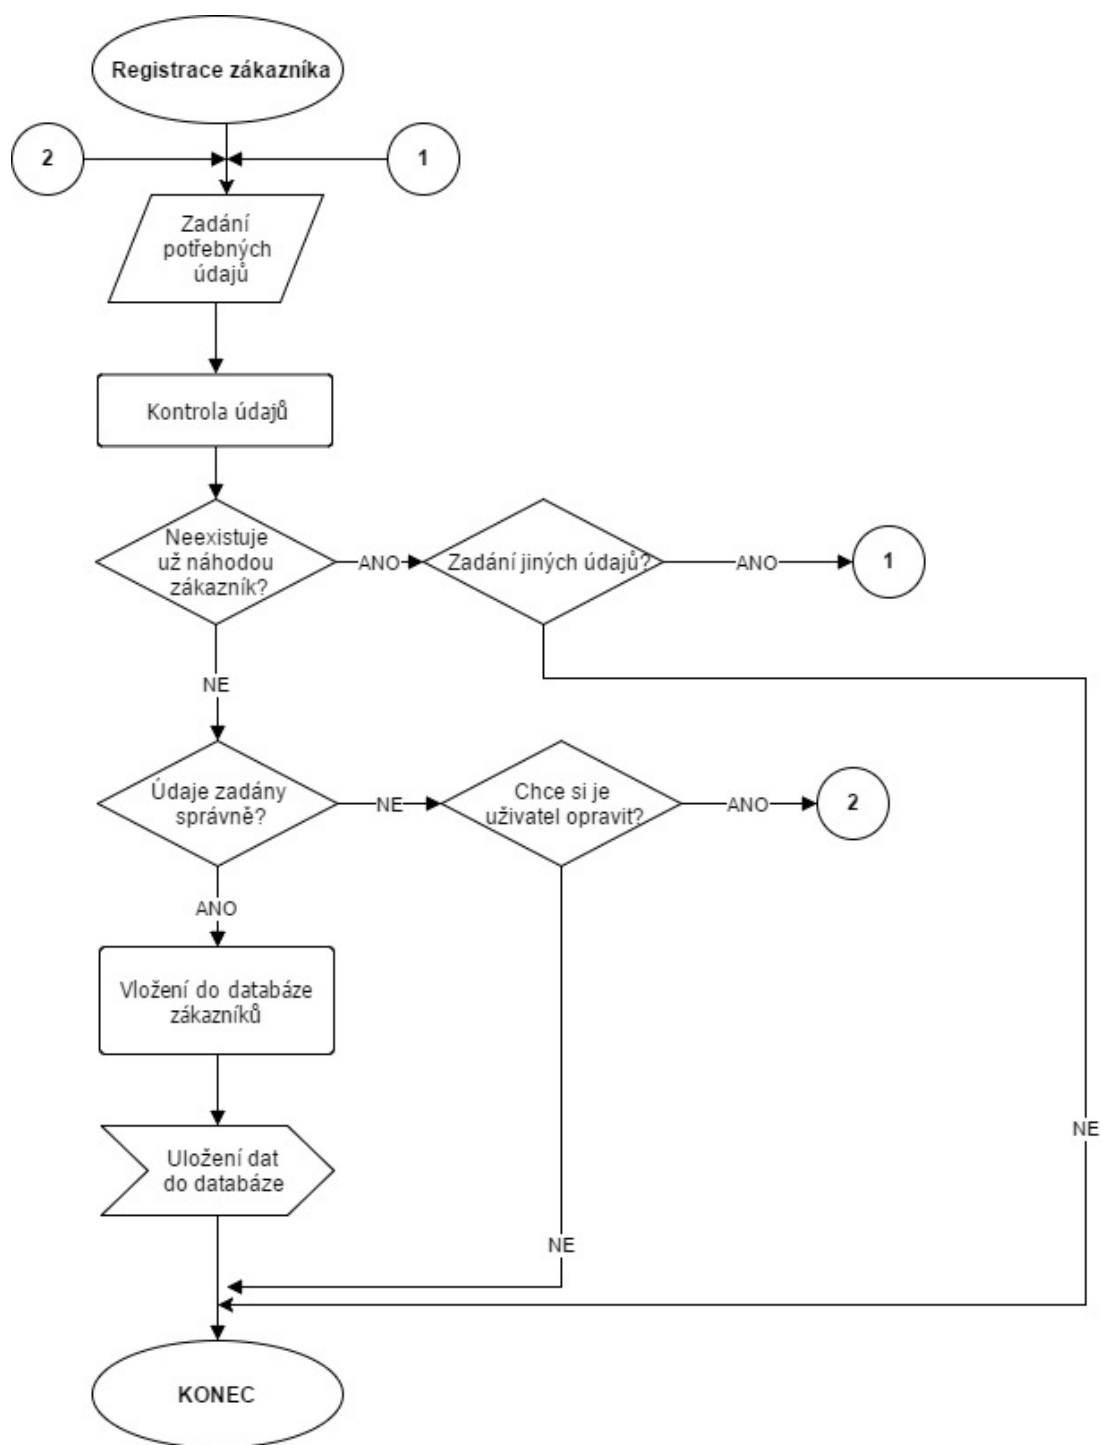 Registrace zákazníka
2
1
Zadání
potřebných
údajů
Kontrola údajů
Neexistuje
už náhodou
zákazník?
ANO
Zadání jiných údajů?
ANO
1
NE
Údaje zadány
správně?
NE
Chce si je
uživatel opravit?
ANO
2
ANO
Vložení do databáze
zákazníků
NE
Uložení dat
do databáze
NE
KONEC